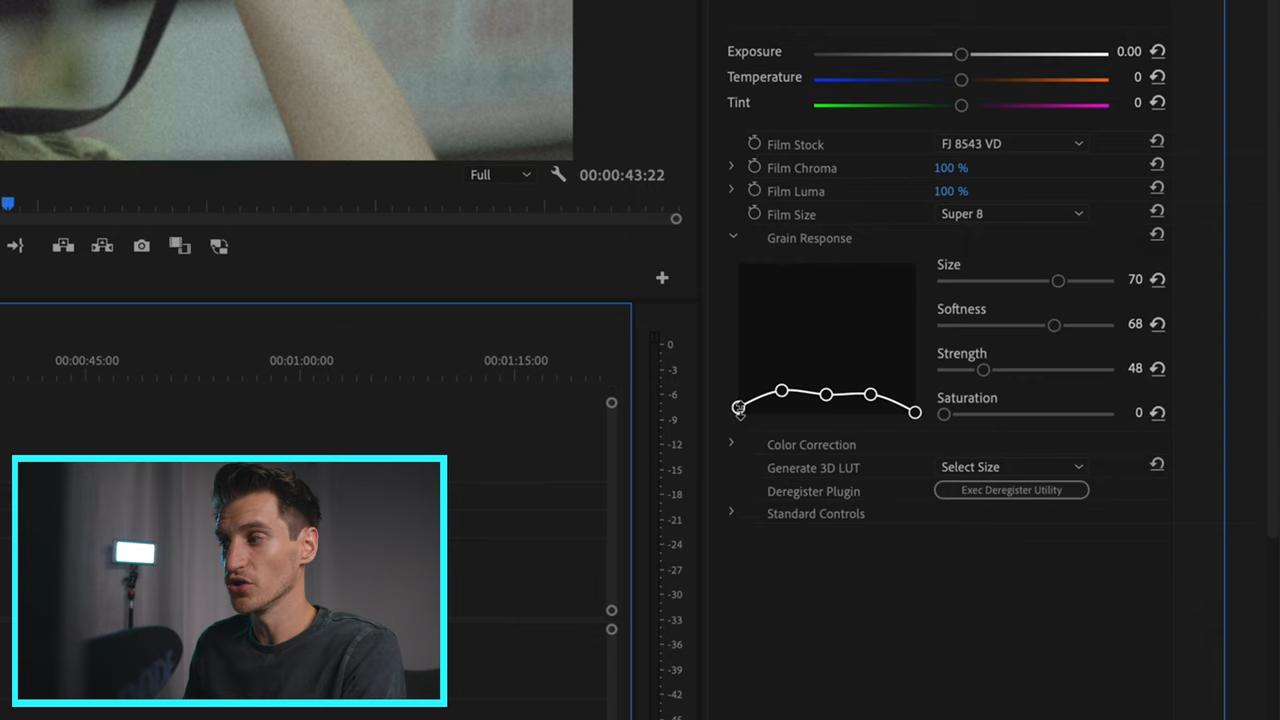 Exposure 0.00
Temperature 0
Tint 0
Film Stock FJ 8543 VD
Film Chroma 100 %
Film Luma 100 %
Film Size Super 8
Grain Response
Size 70
Softness 68
Strength 48
Saturation 0
Color Correction
Generate 3D LUT Select Size
Deregister Plugin Exec Deregister Utility
Standard Controls
Full 00:00:43:22
00:00:45:00 00:01:00:00 00:01:15:00
0
-3
-6
-9
-12
-15
-18
-21
-24
-27
-30
-33
-36
-39
-42